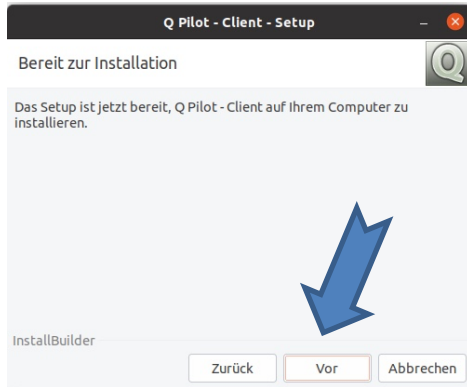 Q Pilot - Client - Setup
Bereit zur Installation
Q
Das Setup ist jetzt bereit, Q Pilot - Client auf Ihrem Computer zu
installieren.
InstallBuilder
Zurück
Vor
Abbrechen